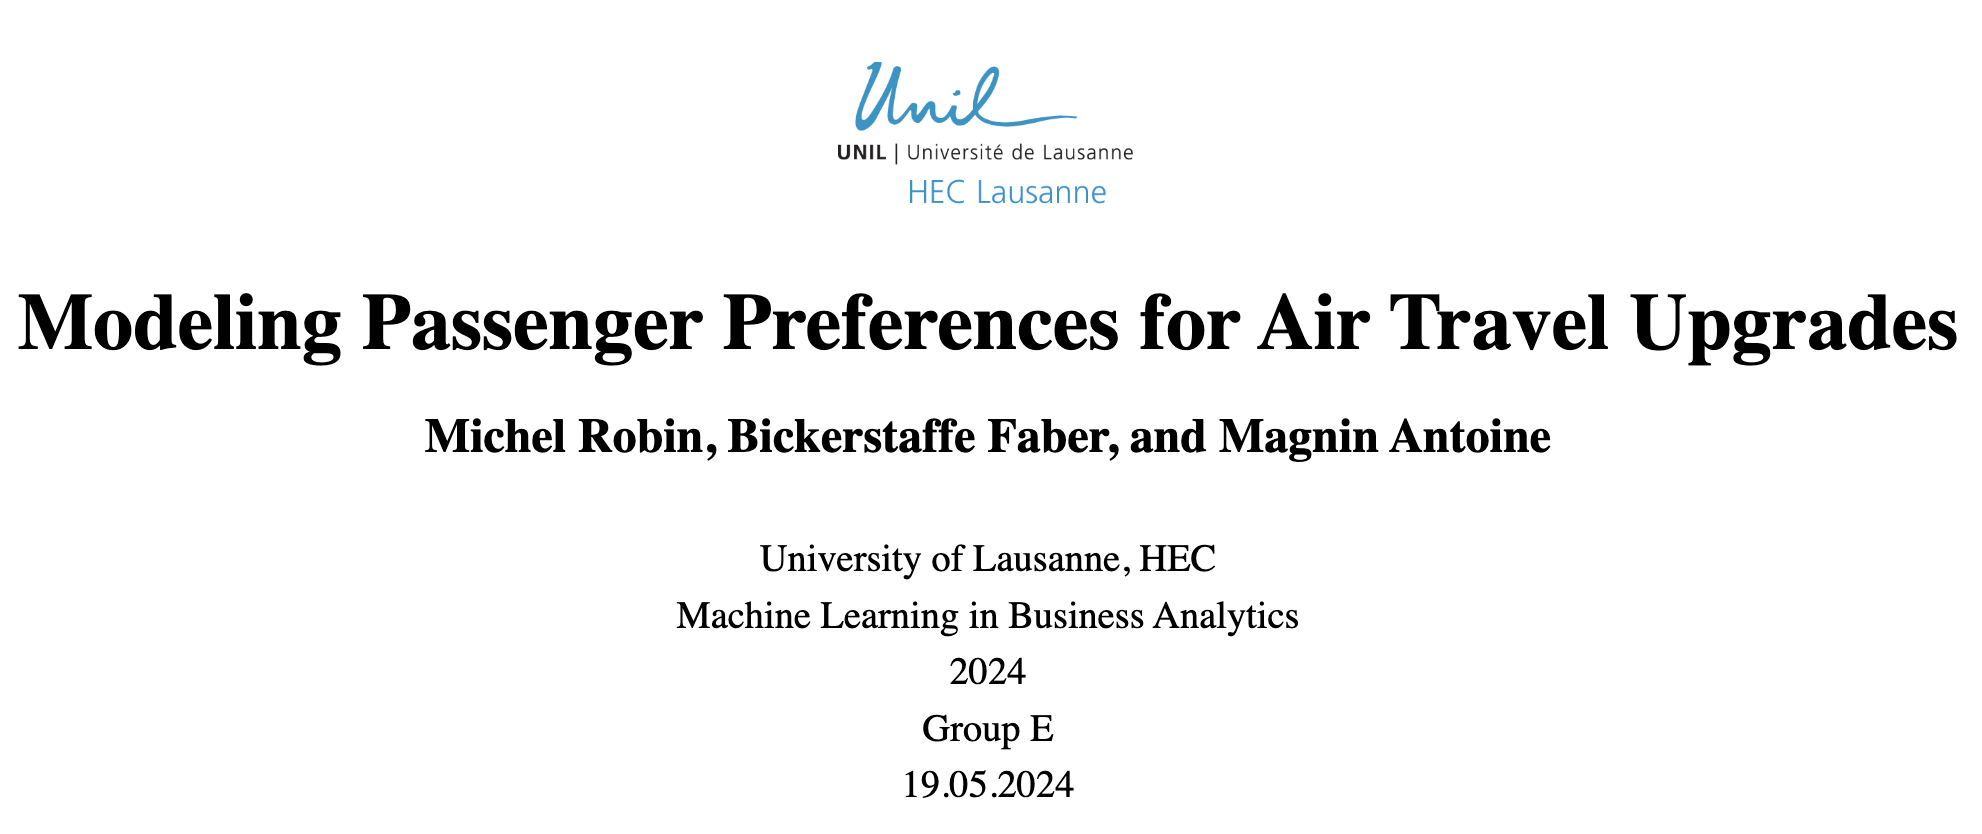 Unil
UNIL | Université de Lausanne
HEC Lausanne
Modeling Passenger Preferences for Air Travel Upgrades
Michel Robin, Bickerstaffe Faber, and Magnin Antoine
University of Lausanne, HEC
Machine Learning in Business Analytics
2024
Group E
19.05.2024